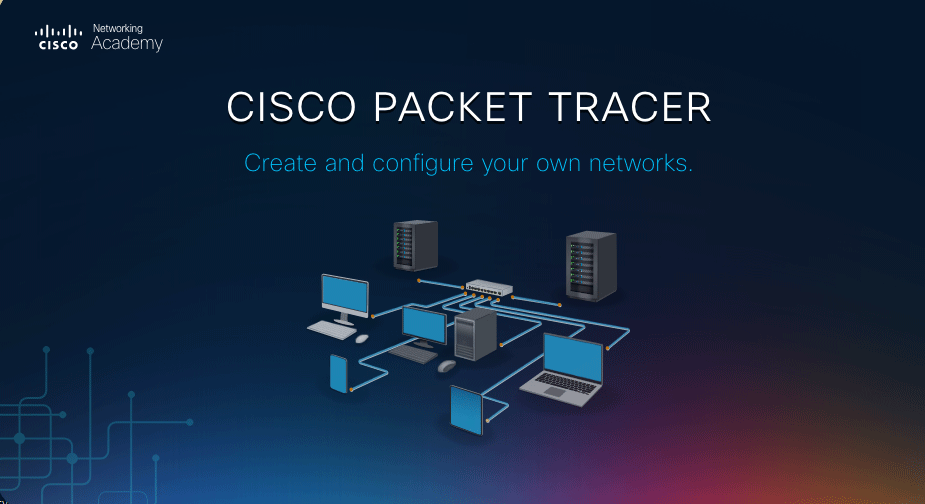 Networking
CISCO Academy
CISCO PACKET TRACER
Create and configure your own networks.